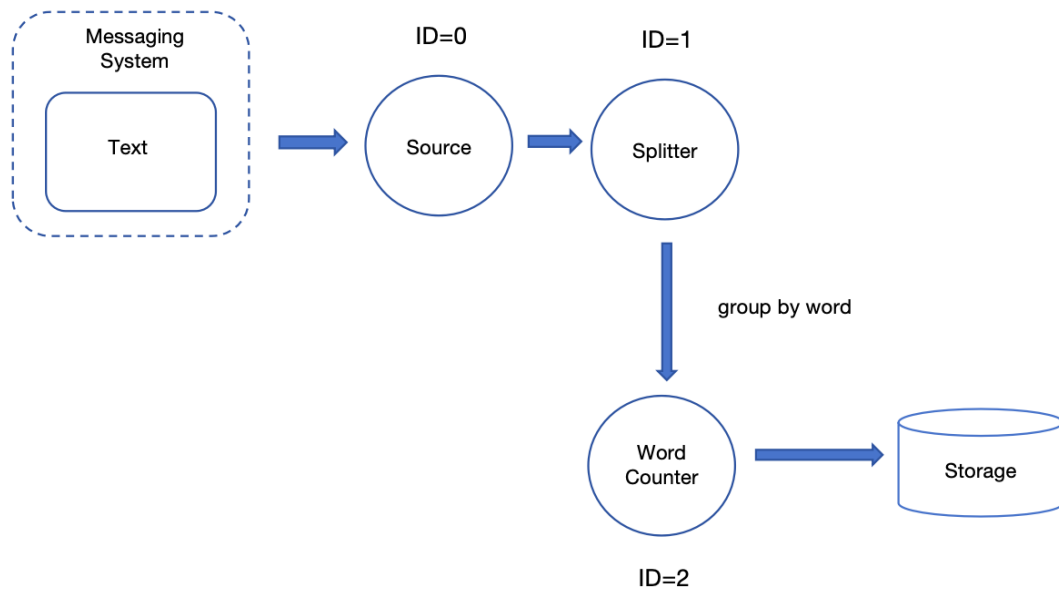 Messaging
System
Text
ID=0
Source
ID=1
Splitter
group by word
Word
Counter
ID=2
Storage